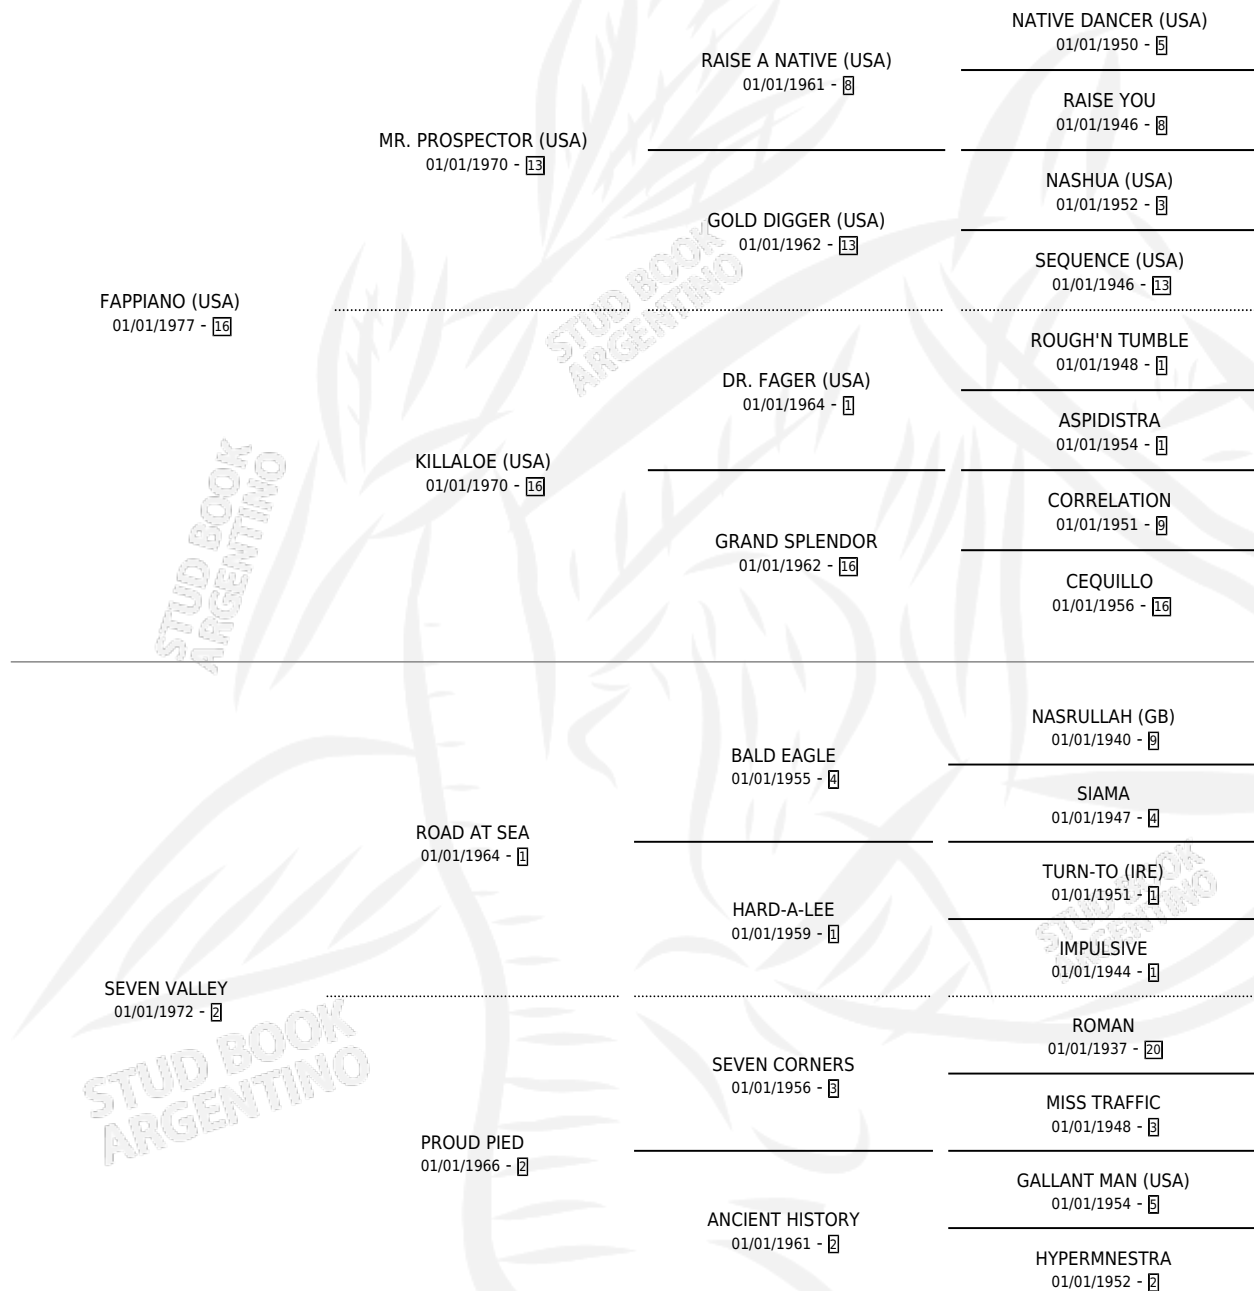 NATIVE DANCER (USA)
01/01/1950 - 5
RAISE A NATIVE (USA)
01/01/1961 - 8
RAISE YOU
01/01/1946 - 8
MR. PROSPECTOR (USA)
01/01/1970 - 13
NASHUA (USA)
01/01/1952 - 3
GOLD DIGGER (USA)
01/01/1962 - 13
SEQUENCE (USA)
01/01/1946 - 13
FAPPIANO (USA)
01/01/1977 - 16
STUD BOOK
ARGENTINO
ROUGH'N TUMBLE
01/01/1948 - 1
DR. FAGER (USA)
01/01/1964 - 1
ASPIDISTRA
01/01/1954 - 1
KILLALOE (USA)
01/01/1970 - 16
CORRELATION
01/01/1951 - 9
GRAND SPLENDOR
01/01/1962 - 16
CEQUILLO
01/01/1956 - 16
STUD BOOK
ARGENTINO
NASRULLAH (GB)
01/01/1940 - 9
BALD EAGLE
01/01/1955 - 4
SIAMA
01/01/1947 - 4
ROAD AT SEA
01/01/1964 - 1
TURN-TO (IRE)
01/01/1951 - 1
HARD-A-LEE
01/01/1959 - 1
IMPULSIVE
01/01/1944 - 1
STUD BOOK
ARGENTINO
SEVEN VALLEY
01/01/1972 - 2
ROMAN
01/01/1937 - 20
SEVEN CORNERS
01/01/1956 - 3
MISS TRAFFIC
01/01/1948 - 3
STUD BOOK
ARGENTINO
PROUD PIED
01/01/1966 - 2
GALLANT MAN (USA)
01/01/1954 - 5
ANCIENT HISTORY
01/01/1961 - 2
HYPERMNESTRA
01/01/1952 - 2